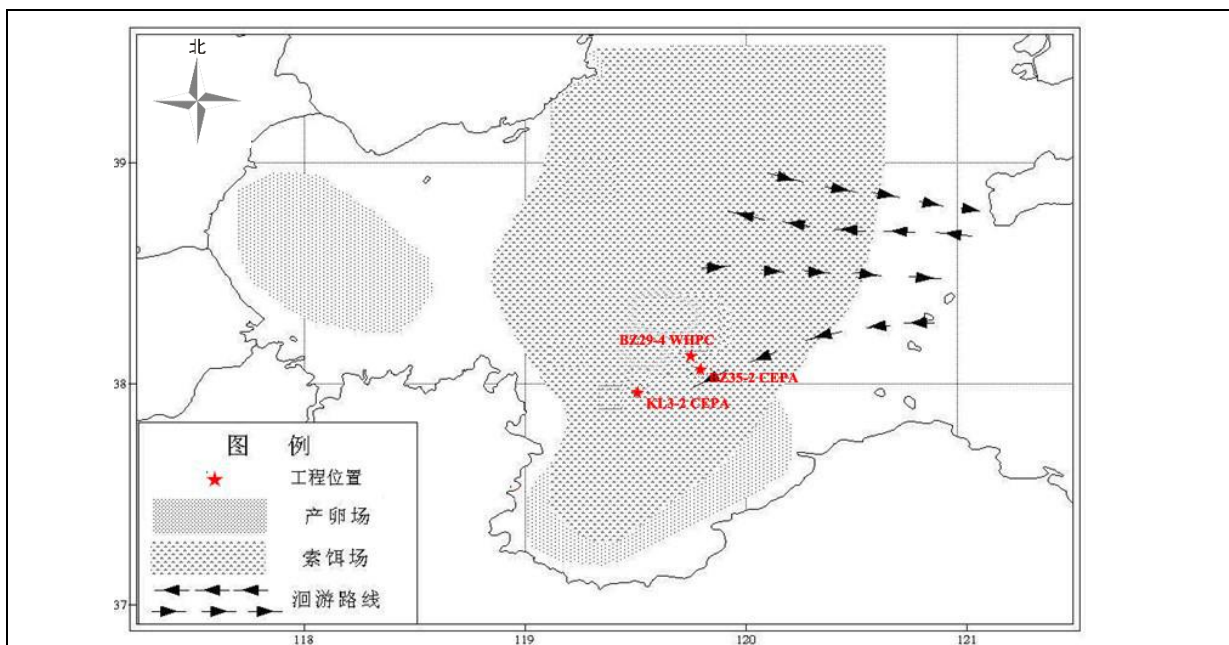 北
39
BZ29-4 WHPC
BZ35-2 CEPA
38
KL3-2 CEPA
图 例
工程位置
产卵场
索饵场
洄游路线
37
118
119
120
121